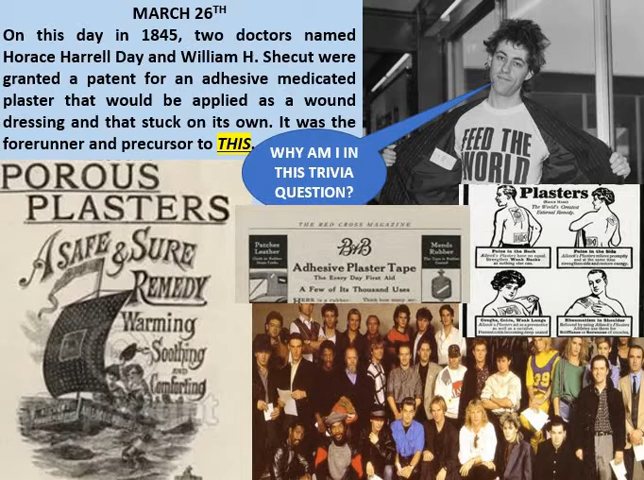 MARCH 26TH
On this day in 1845, two doctors named
Horace Harrell Day and William H. Shecut were
granted a patent for an adhesive medicated
plaster that would be applied as a wound
dressing and that stuck on its own. It was the
forerunner and precursor to THIS.
WHY AM I IN
THIS TRIVIA
QUESTION?
FEED THE
WORLD
POROUS
PLASTERS
A SAFE & SURE
REMEDY
Warming
Soothing
AND
Comforting
THE RED CROSS MAGAZINE
Patches
Leather
B&B
Mends
Rubber
Adhesive Plaster Tape
The Every Day First Aid
A Few of Its Thousand Uses
Plasters
The World's Greatest
External Remedy.
Pains in the Back
Pains in the Side
Coughs, Colds, Weak Lungs
Rheumatism in Shoulder